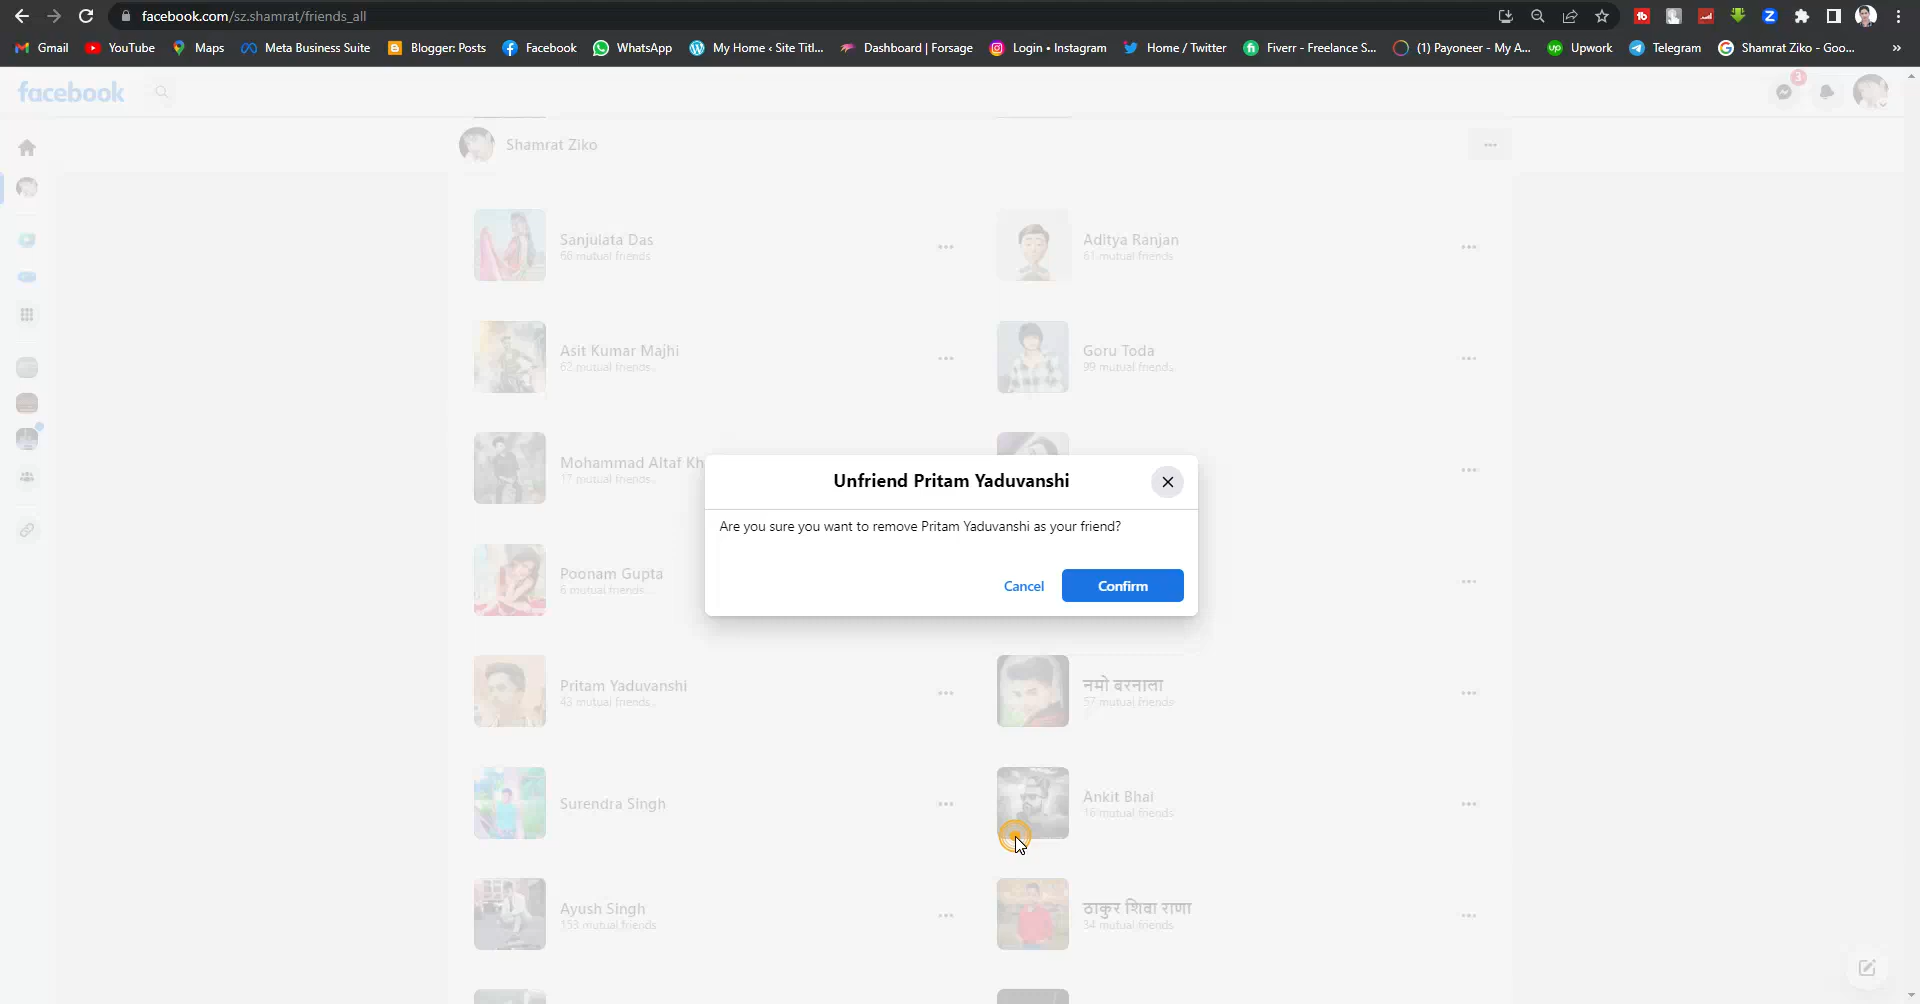 facebook.com/sz.shamrat/friends_all
Gmail YouTube Maps Meta Business Suite Blogger: Posts Facebook WhatsApp My Home ‹ Site Titl... Dashboard | Forsage Login • Instagram Home / Twitter Fiverr - Freelance S... (1) Payoneer - My A... Upwork Telegram Shamrat Ziko - Goo... »
facebook
3
Shamrat Ziko
Sanjulata Das
66 mutual friends
Aditya Ranjan
61 mutual friends
Asit Kumar Majhi
62 mutual friends
Goru Toda
99 mutual friends
Mohammad Altaf Kh
17 mutual friends
Unfriend Pritam Yaduvanshi
Are you sure you want to remove Pritam Yaduvanshi as your friend?
Cancel Confirm
Poonam Gupta
6 mutual friends
Pritam Yaduvanshi
43 mutual friends
नमो बरनाला
57 mutual friends
Surendra Singh
Ankit Bhai
16 mutual friends
Ayush Singh
153 mutual friends
ठाकुर शिवा राणा
34 mutual friends